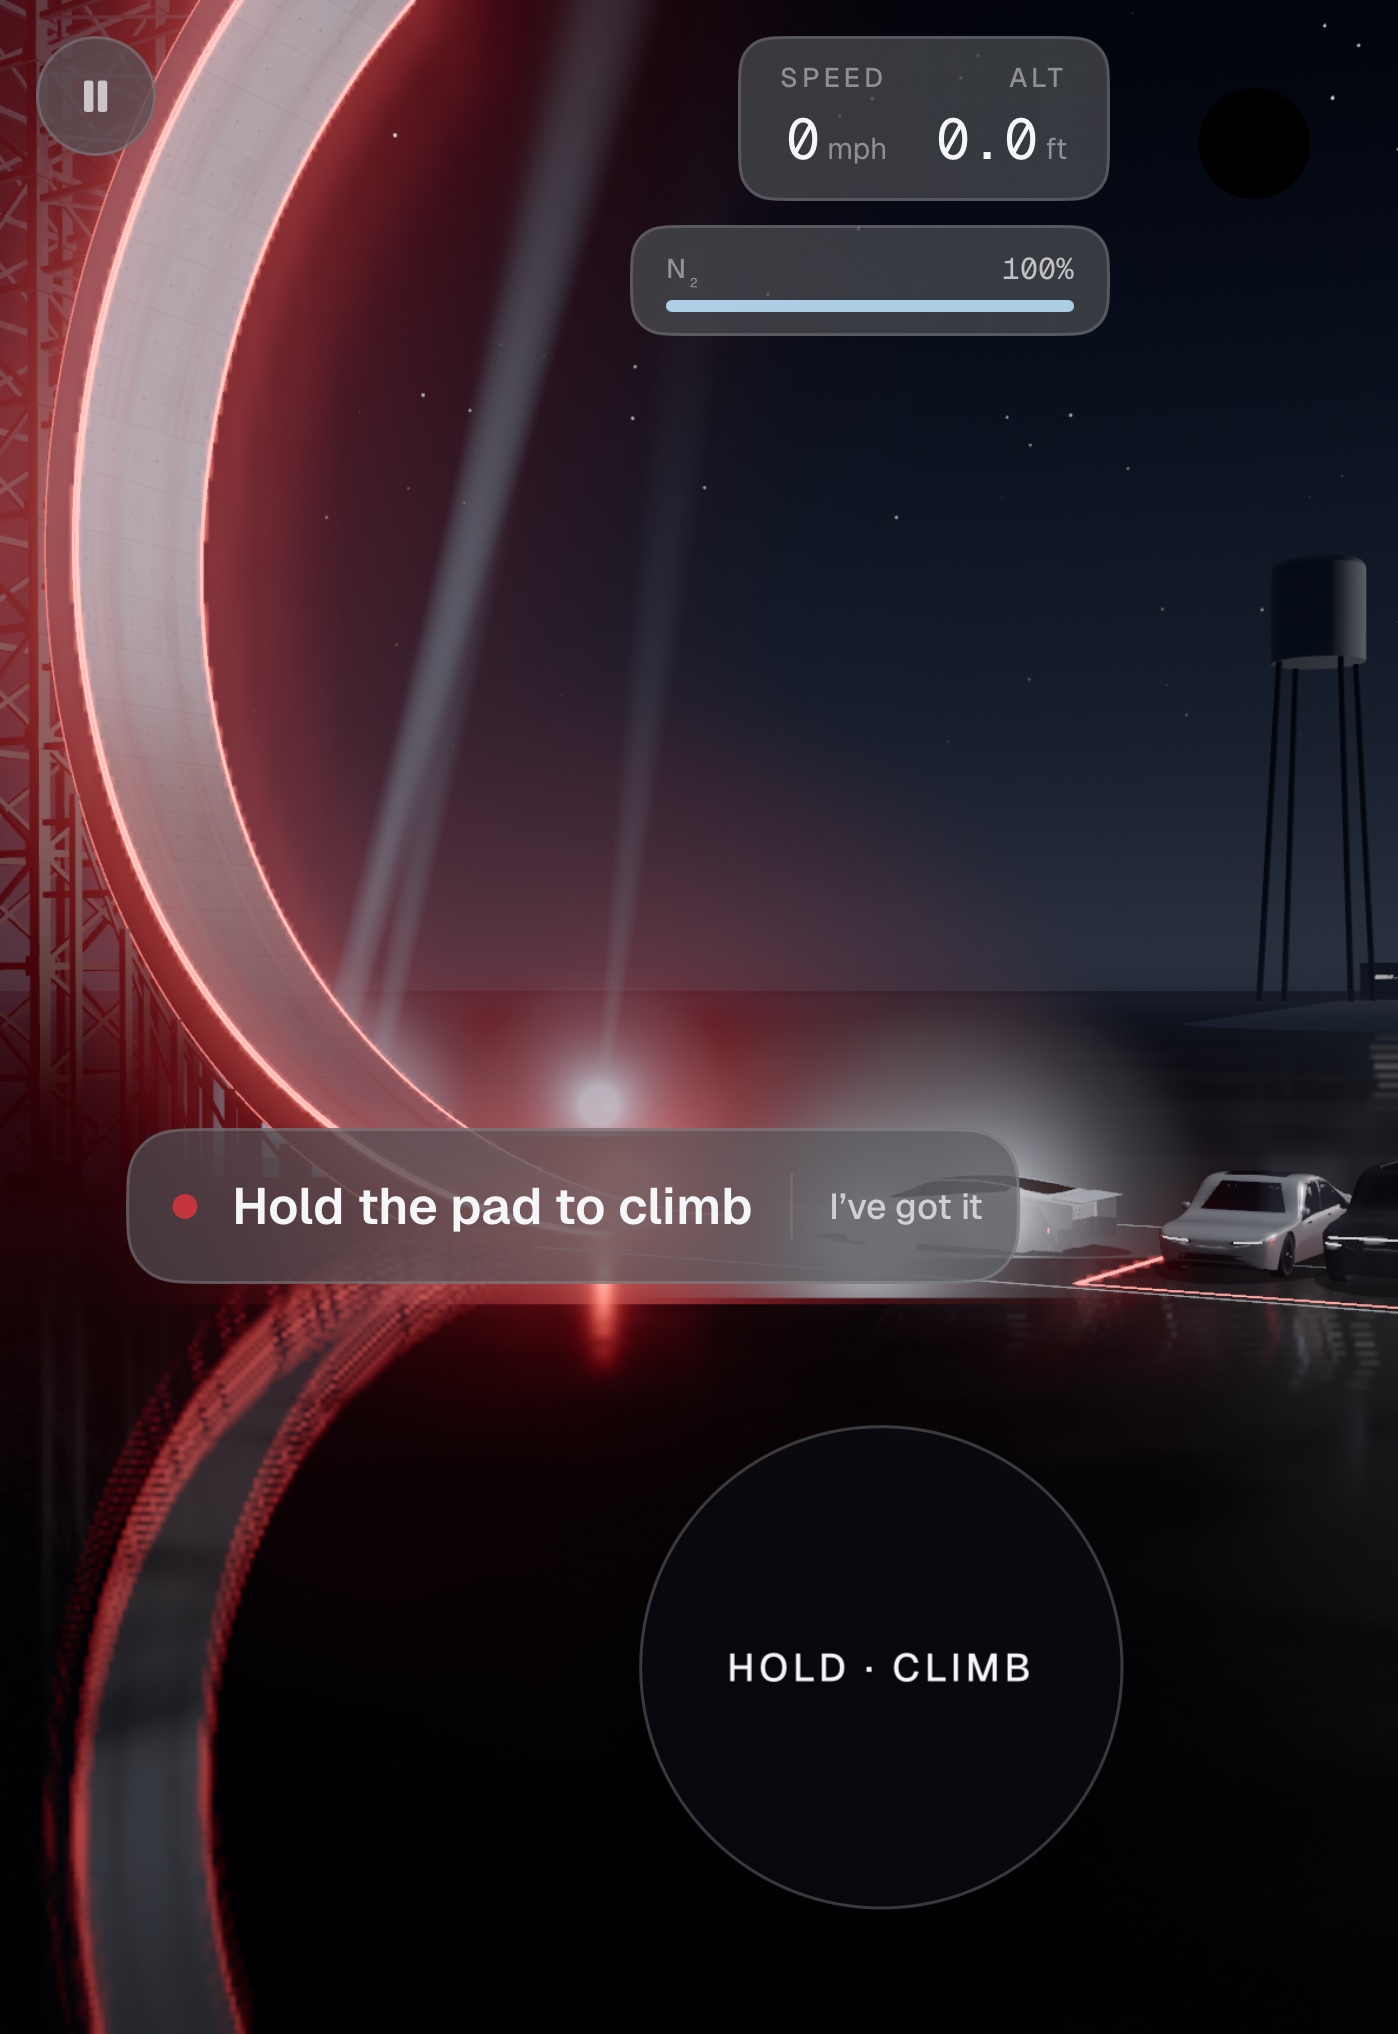 SPEED ALT
0 mph 0.0 ft
N₂ 100%
Hold the pad to climb I’ve got it
HOLD · CLIMB